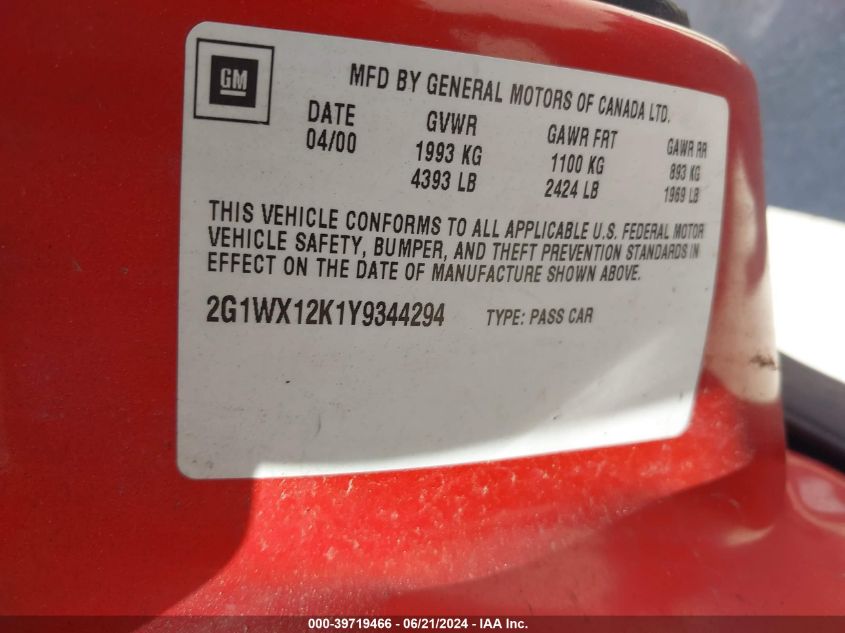 GM
MFD BY GENERAL MOTORS OF CANADA LTD.
DATE GVWR GAWR FRT GAWR RR
04/00 1993 KG 1100 KG 893 KG
4393 LB 2424 LB 1969 LB
THIS VEHICLE CONFORMS TO ALL APPLICABLE U.S. FEDERAL MOTOR
VEHICLE SAFETY, BUMPER, AND THEFT PREVENTION STANDARDS IN
EFFECT ON THE DATE OF MANUFACTURE SHOWN ABOVE.
2G1WX12K1Y9344294 TYPE: PASS CAR
000-39719466 - 06/21/2024 - IAA Inc.